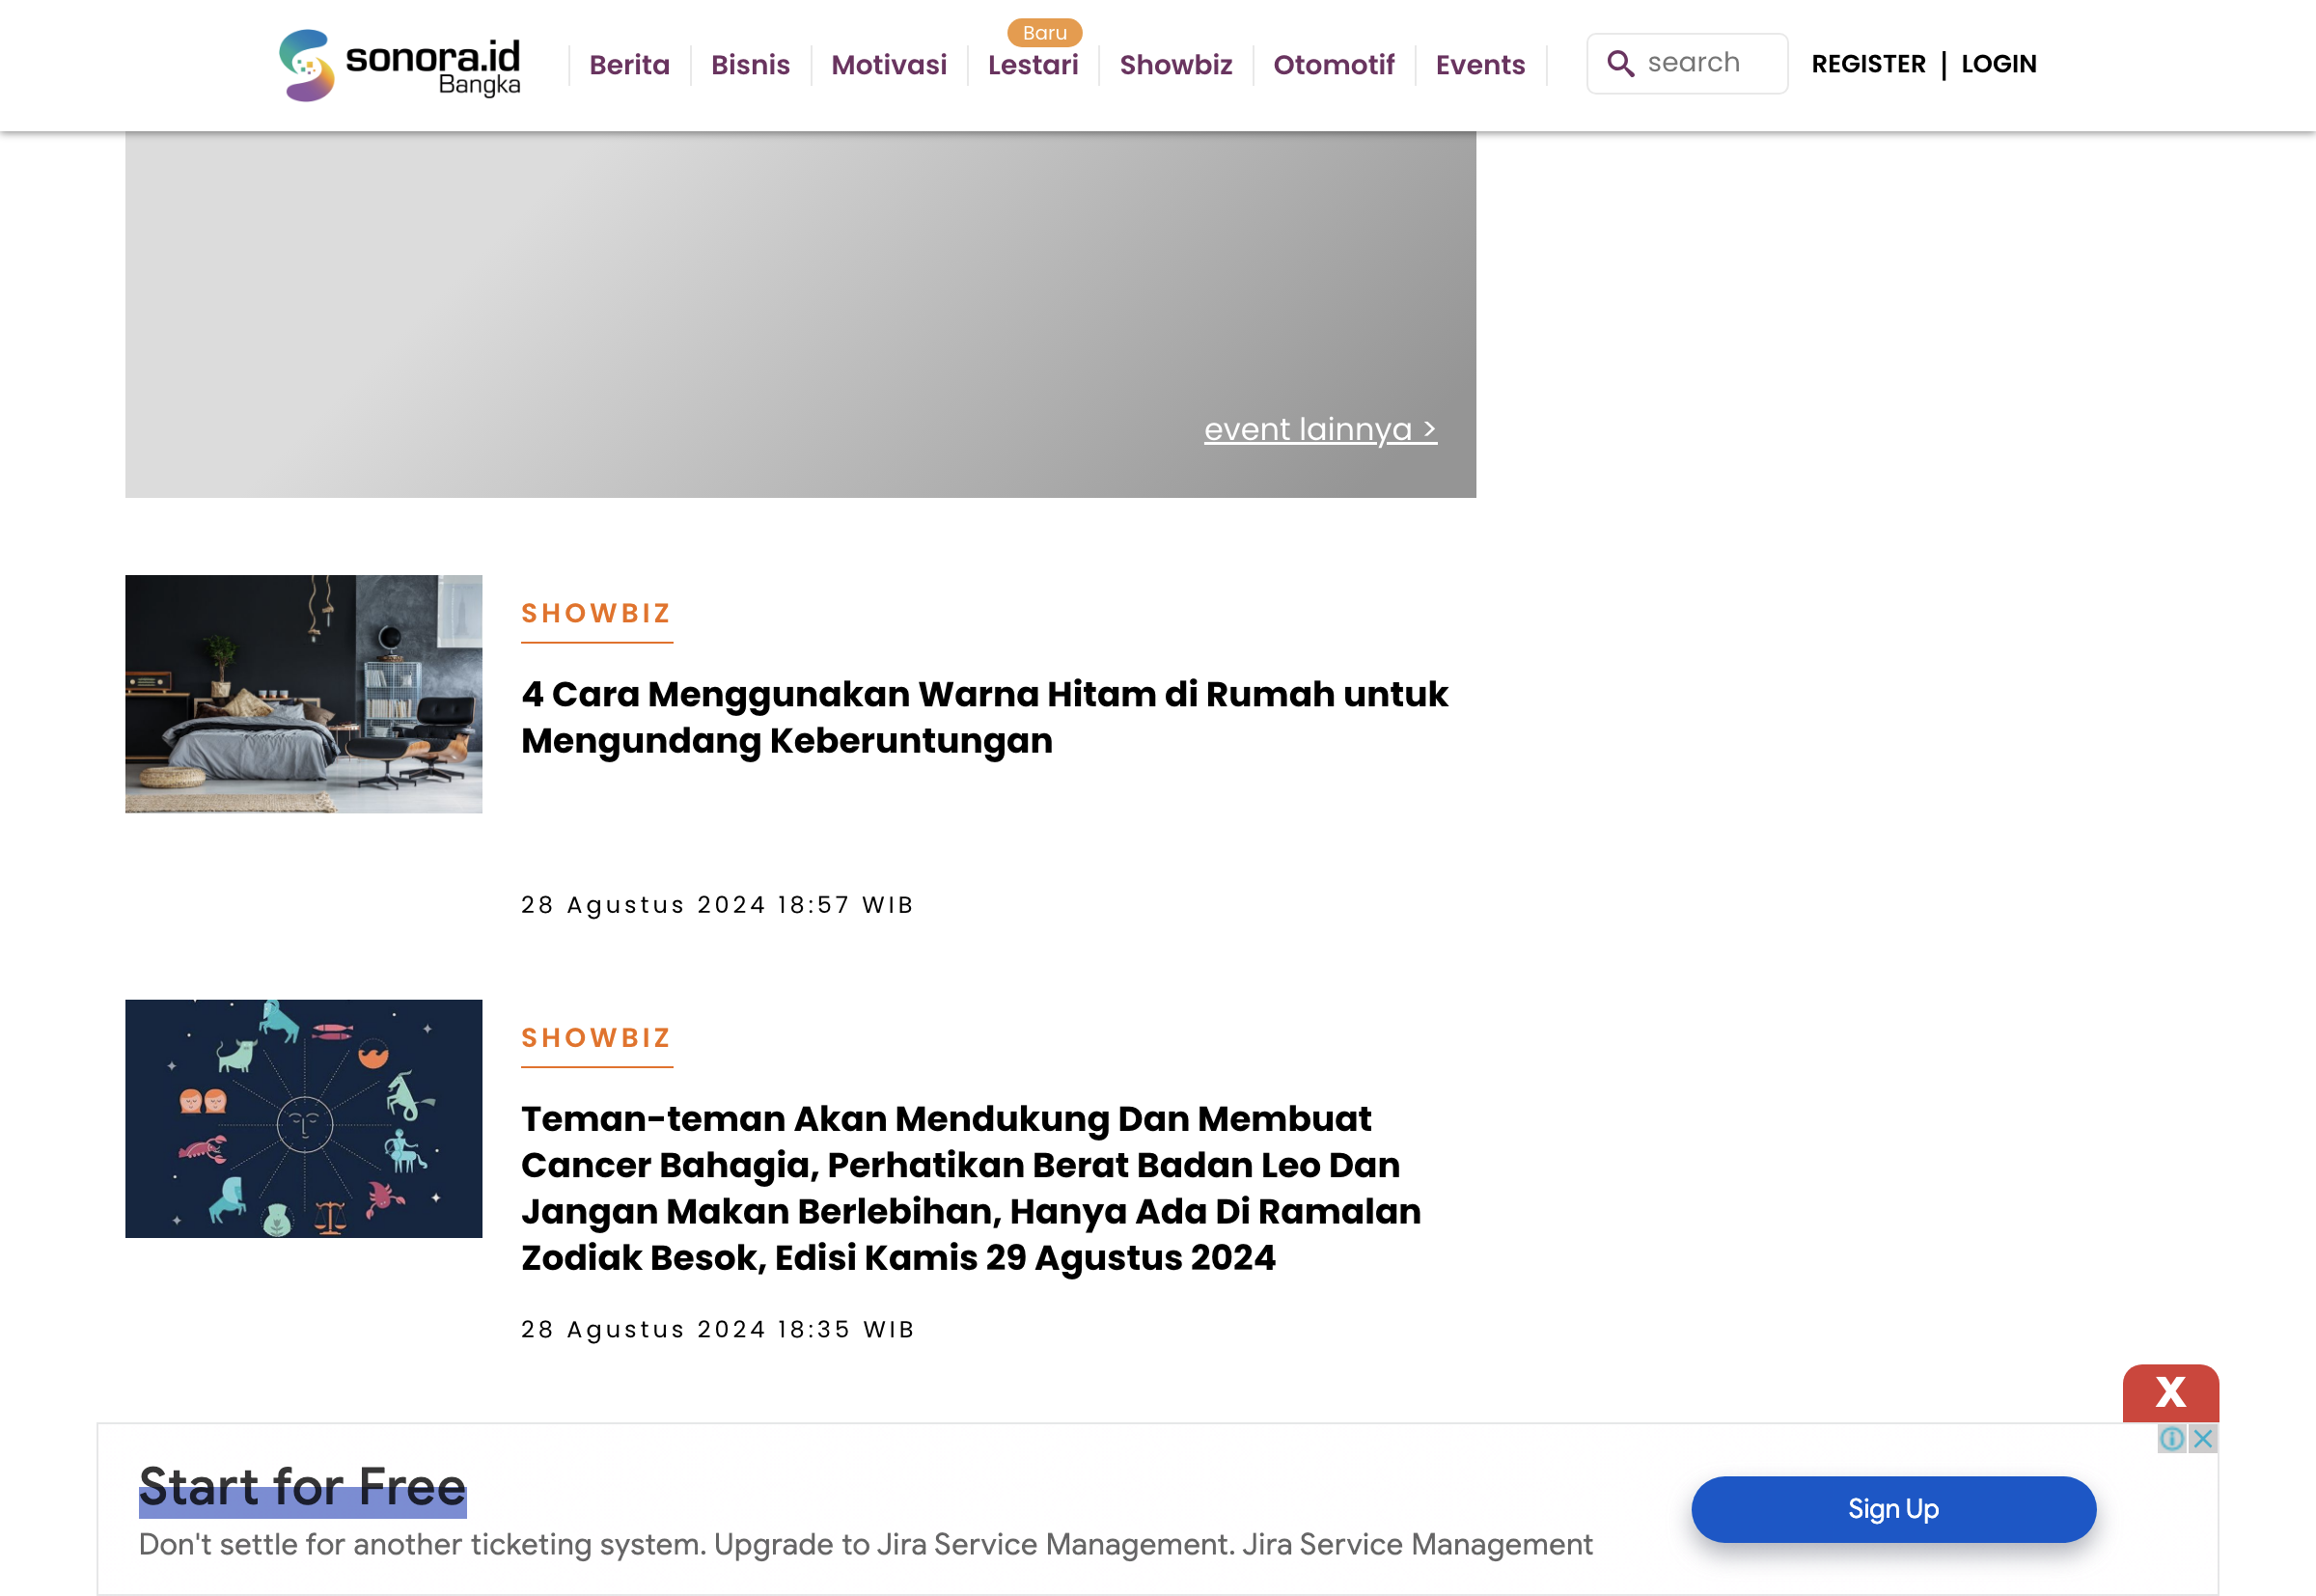 sonora.id
Bangka
Berita
Bisnis
Motivasi
Baru
Lestari
Showbiz
Otomotif
Events
search
REGISTER | LOGIN
event lainnya >
SHOWBIZ
4 Cara Menggunakan Warna Hitam di Rumah untuk
Mengundang Keberuntungan
28 Agustus 2024 18:57 WIB
SHOWBIZ
Teman-teman Akan Mendukung Dan Membuat
Cancer Bahagia, Perhatikan Berat Badan Leo Dan
Jangan Makan Berlebihan, Hanya Ada Di Ramalan
Zodiak Besok, Edisi Kamis 29 Agustus 2024
28 Agustus 2024 18:35 WIB
X
Start for Free
Don't settle for another ticketing system. Upgrade to Jira Service Management. Jira Service Management
Sign Up